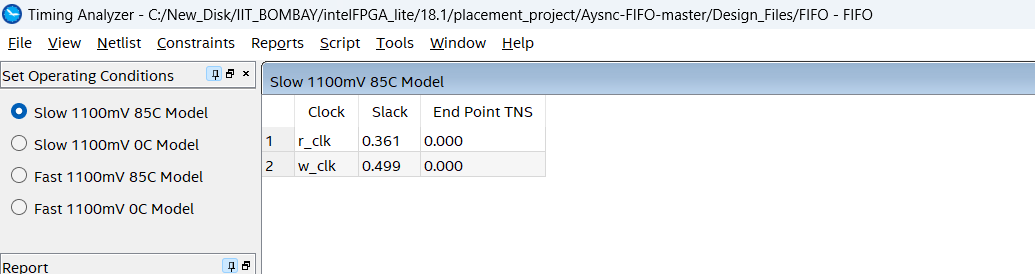 Timing Analyzer - C:/New_Disk/IIT_BOMBAY/intelFPGA_lite/18.1/placement_project/Aysnc-FIFO-master/Design_Files/FIFO - FIFO
File View Netlist Constraints Reports Script Tools Window Help
Set Operating Conditions
Slow 1100mV 85C Model
Slow 1100mV 0C Model
Fast 1100mV 85C Model
Fast 1100mV 0C Model
Report
Slow 1100mV 85C Model
Clock Slack End Point TNS
1 r_clk 0.361 0.000
2 w_clk 0.499 0.000